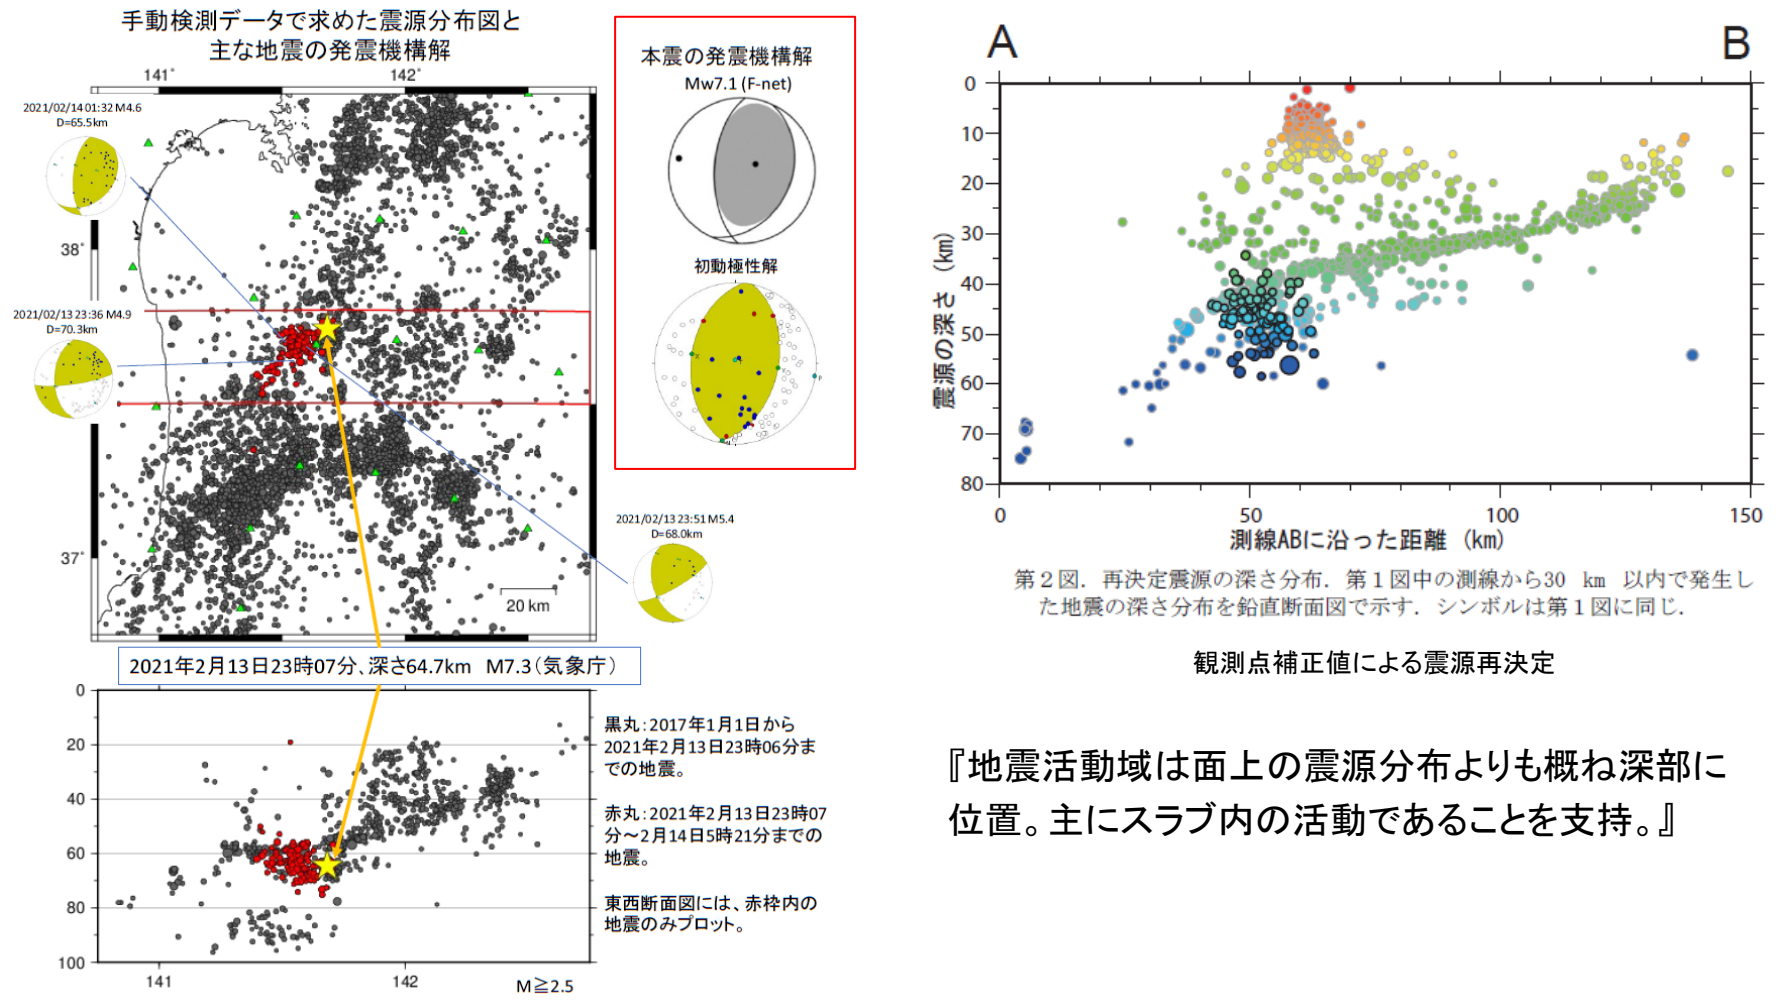 手動検測データで求めた震源分布図と
主な地震の発震機構解
141°
142°
38°
37°
20 km
2021/02/14 01:32 M4.6
D=65.5km
2021/02/13 23:36 M4.9
D=70.3km
本震の発震機構解
Mw7.1 (F-net)
初動極性解
2021/02/13 23:51 M5.4
D=68.0km
2021年2月13日23時07分、深さ64.7km M7.3(気象庁)
0
20
40
60
80
100
141
142
M≧2.5
黒丸：2017年1月1日から
2021年2月13日23時06分ま
での地震。
赤丸：2021年2月13日23時07
分～2月14日5時21分までの
地震。
東西断面図には、赤枠内の
地震のみプロット。
A
B
震源の深さ (km)
0
10
20
30
40
50
60
70
80
0
50
100
150
測線ABに沿った距離 (km)
第２図．再決定震源の深さ分布．第１図中の測線から30 km 以内で発生し
た地震の深さ分布を鉛直断面図で示す．シンボルは第１図に同じ．
観測点補正値による震源再決定
『地震活動域は面上の震源分布よりも概ね深部に
位置。主にスラブ内の活動であることを支持。』